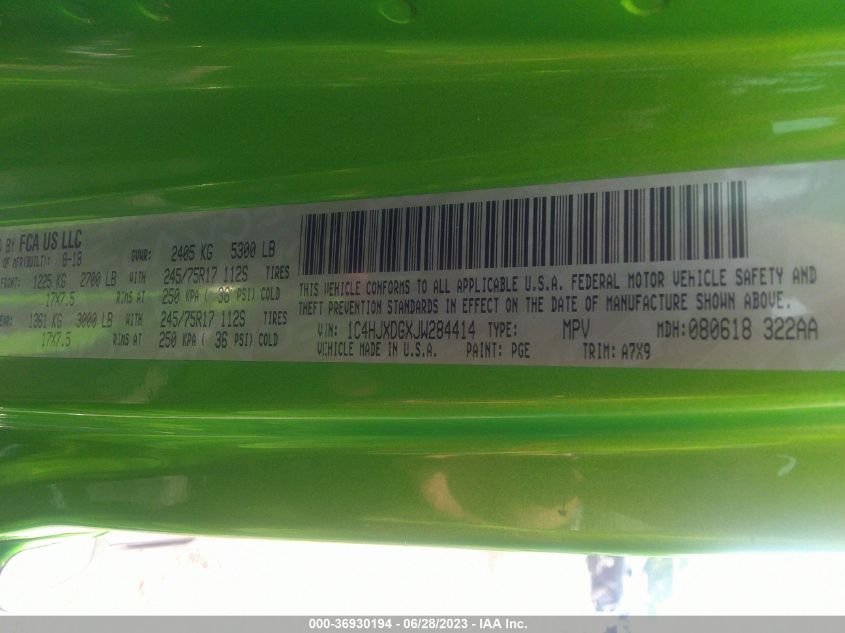 BY FCA US LLC
OF MFR(BUILT): 8-18 GVWR: 2405 KG 5300 LB
FRONT: 1225 KG 2700 LB WITH 245/75R17 112S TIRES
17X7.5 RIMS AT 250 KPA ( 36 PSI) COLD
1361 KG 3000 LB WITH 245/75R17 112S TIRES
17X7.5 RIMS AT 250 KPA ( 36 PSI) COLD
THIS VEHICLE CONFORMS TO ALL APPLICABLE U.S.A. FEDERAL MOTOR VEHICLE SAFETY AND
THEFT PREVENTION STANDARDS IN EFFECT ON THE DATE OF MANUFACTURE SHOWN ABOVE.
VIN: 1C4HJXDGXJW284414 TYPE: MPV MDH: 080618 322AA
VEHICLE MADE IN U.S.A. PAINT: PGE TRIM: A7X9
000-36930194 - 06/28/2023 - IAA Inc.